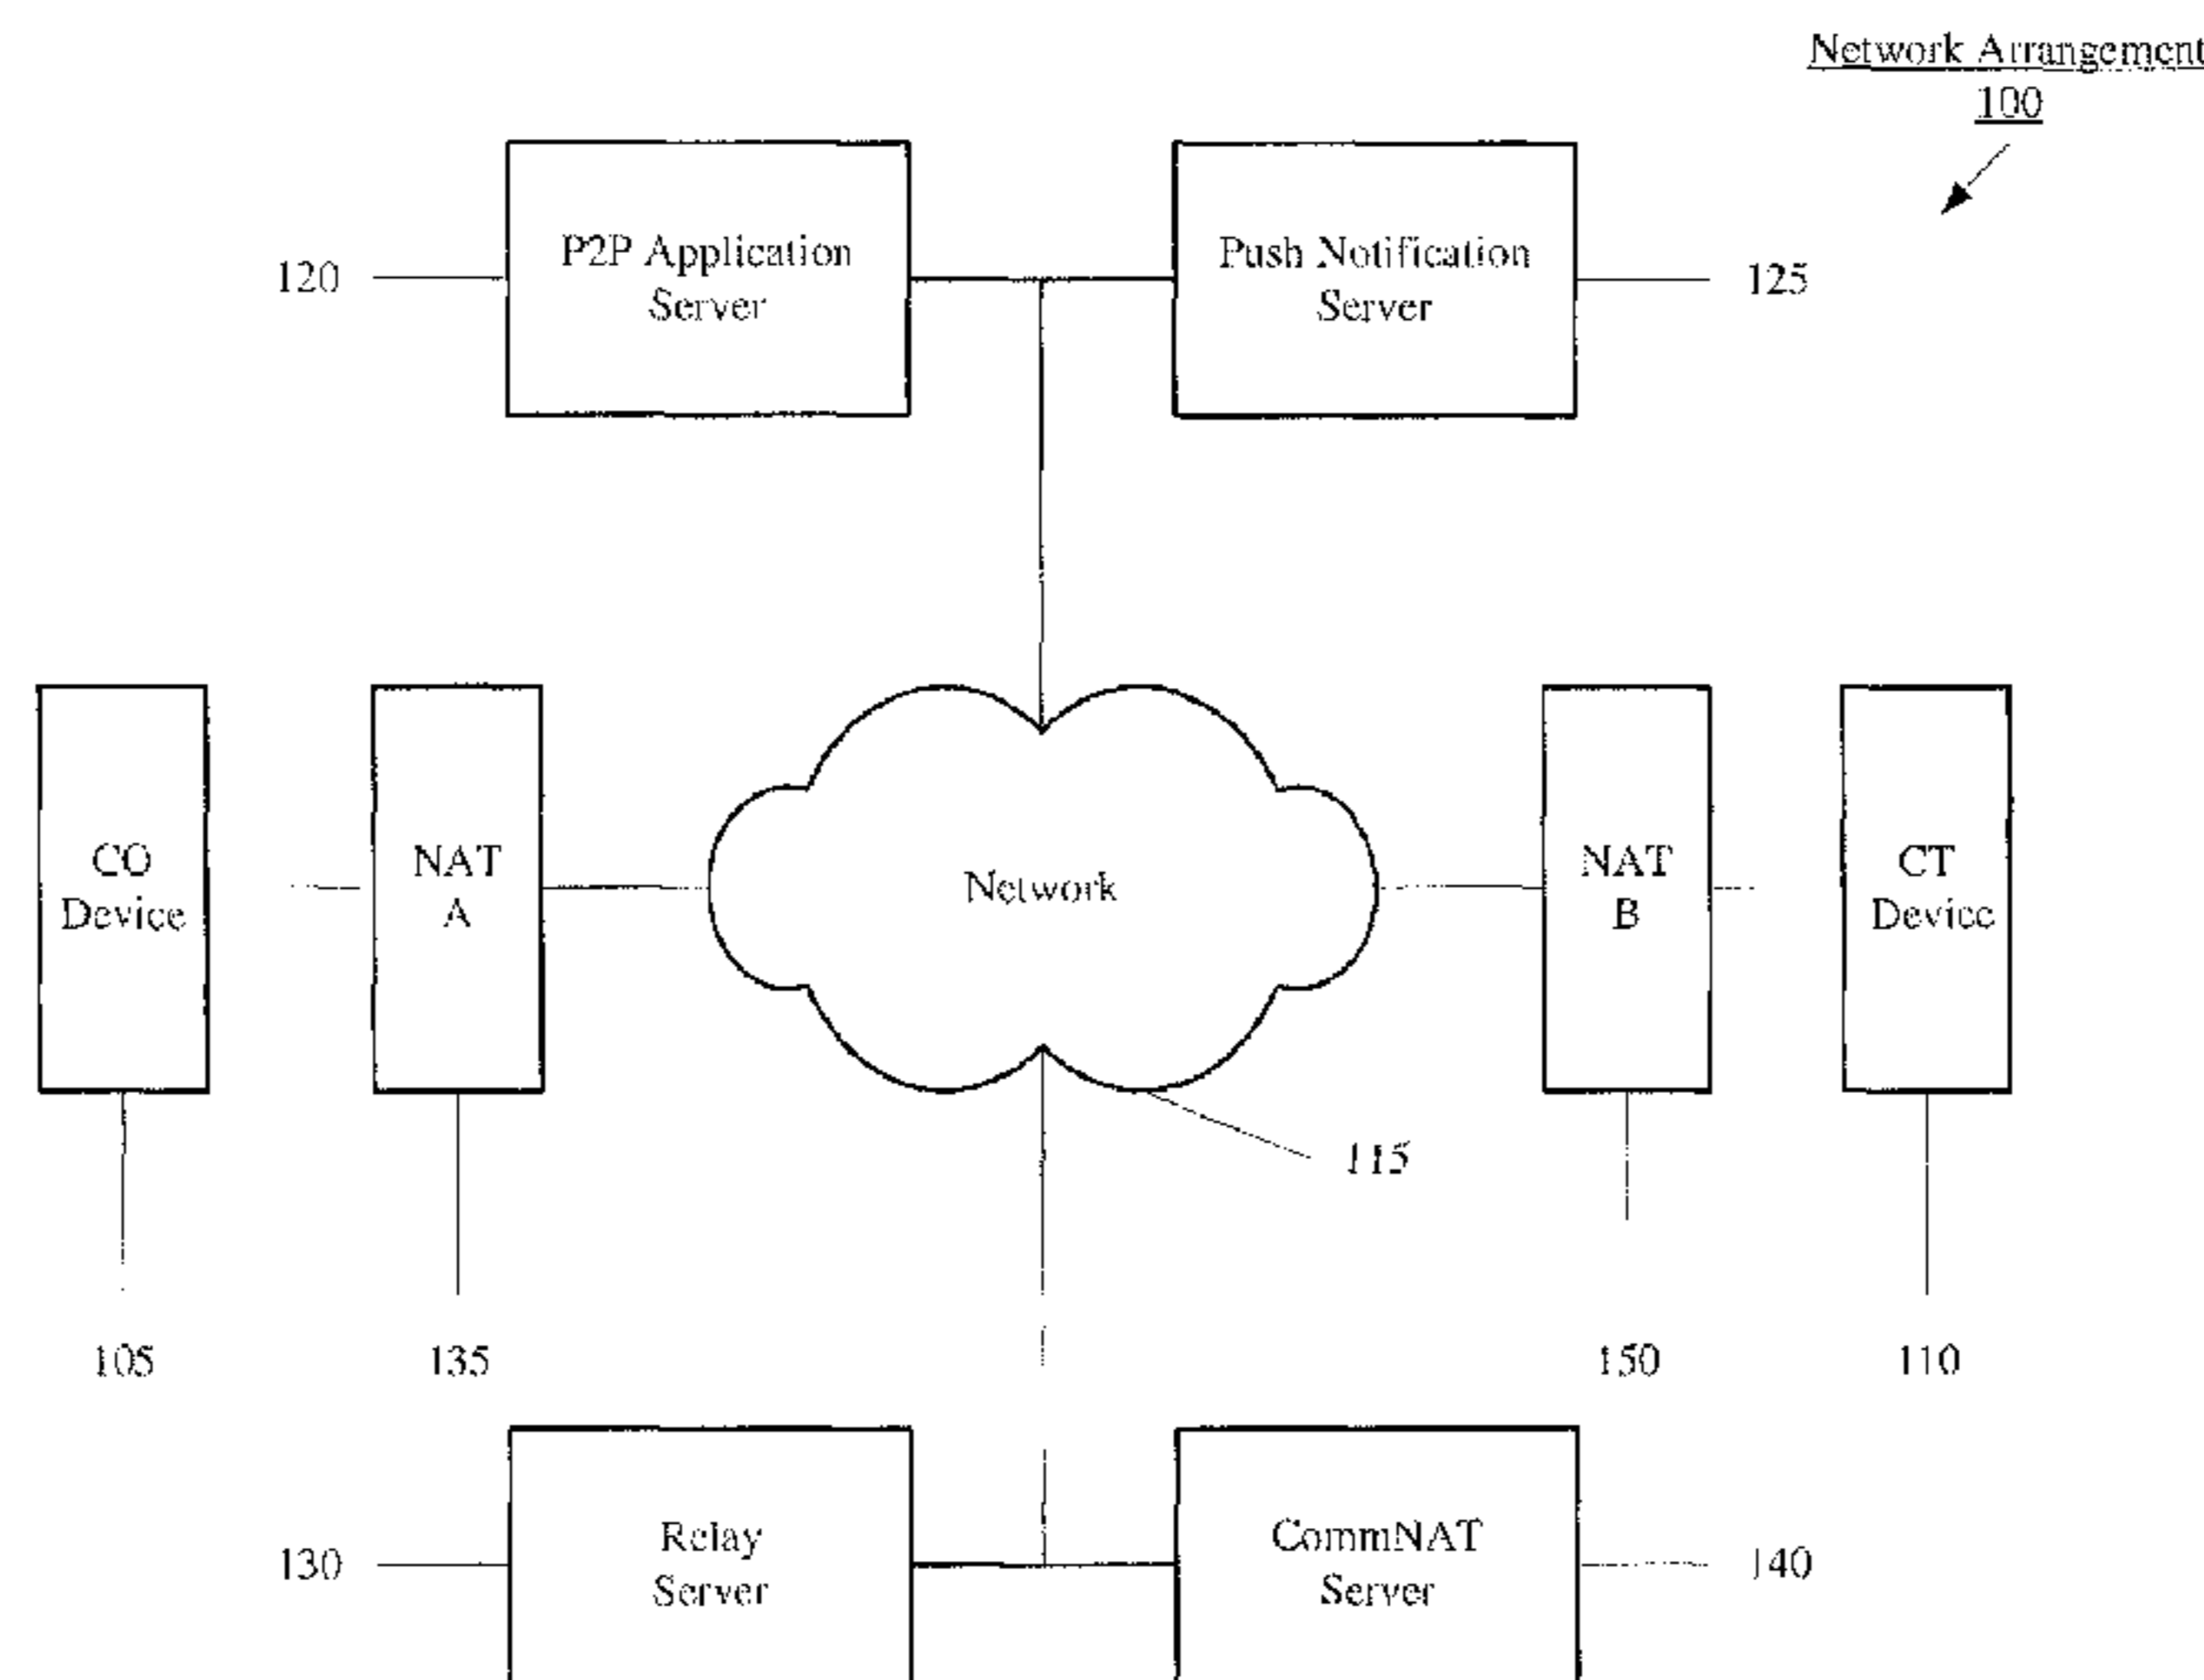 Network Arrangement
100
P2P Application
Server
Push Notification
Server
120
125
CO
Device
NAT
A
Network
NAT
B
CT
Device
115
105
135
150
110
Relay
Server
CommNAT
Server
130
140